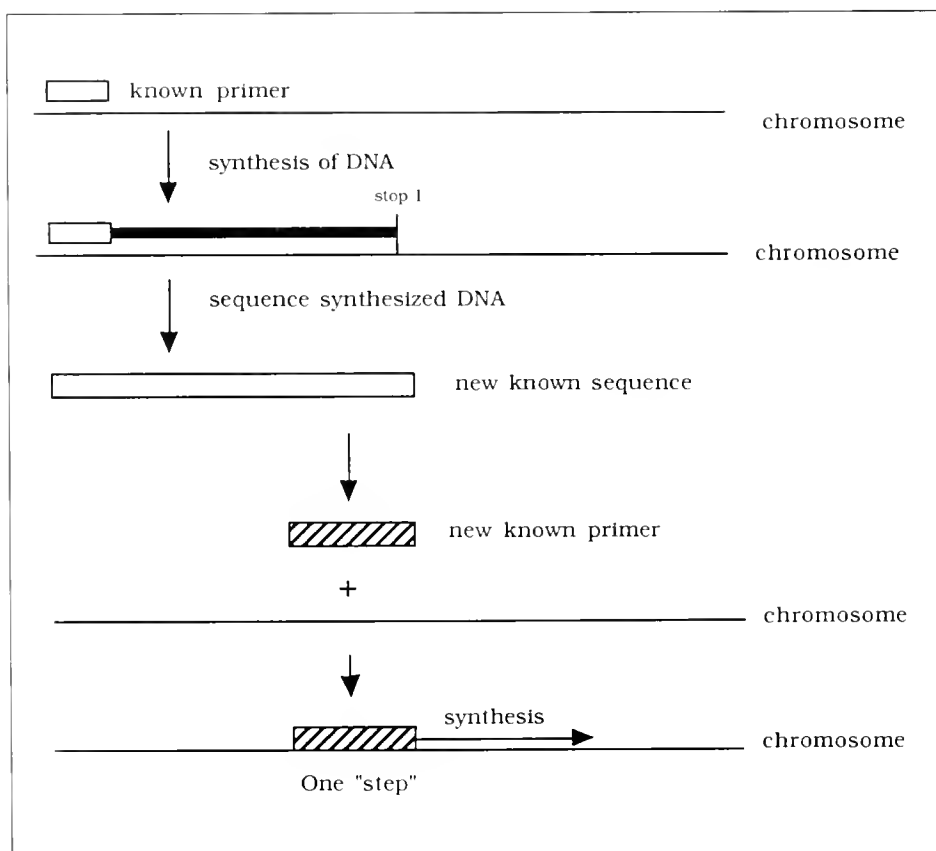 known primer
chromosome
synthesis of DNA
stop 1
chromosome
sequence synthesized DNA
new known sequence
new known primer
+
chromosome
synthesis
chromosome
One "step"